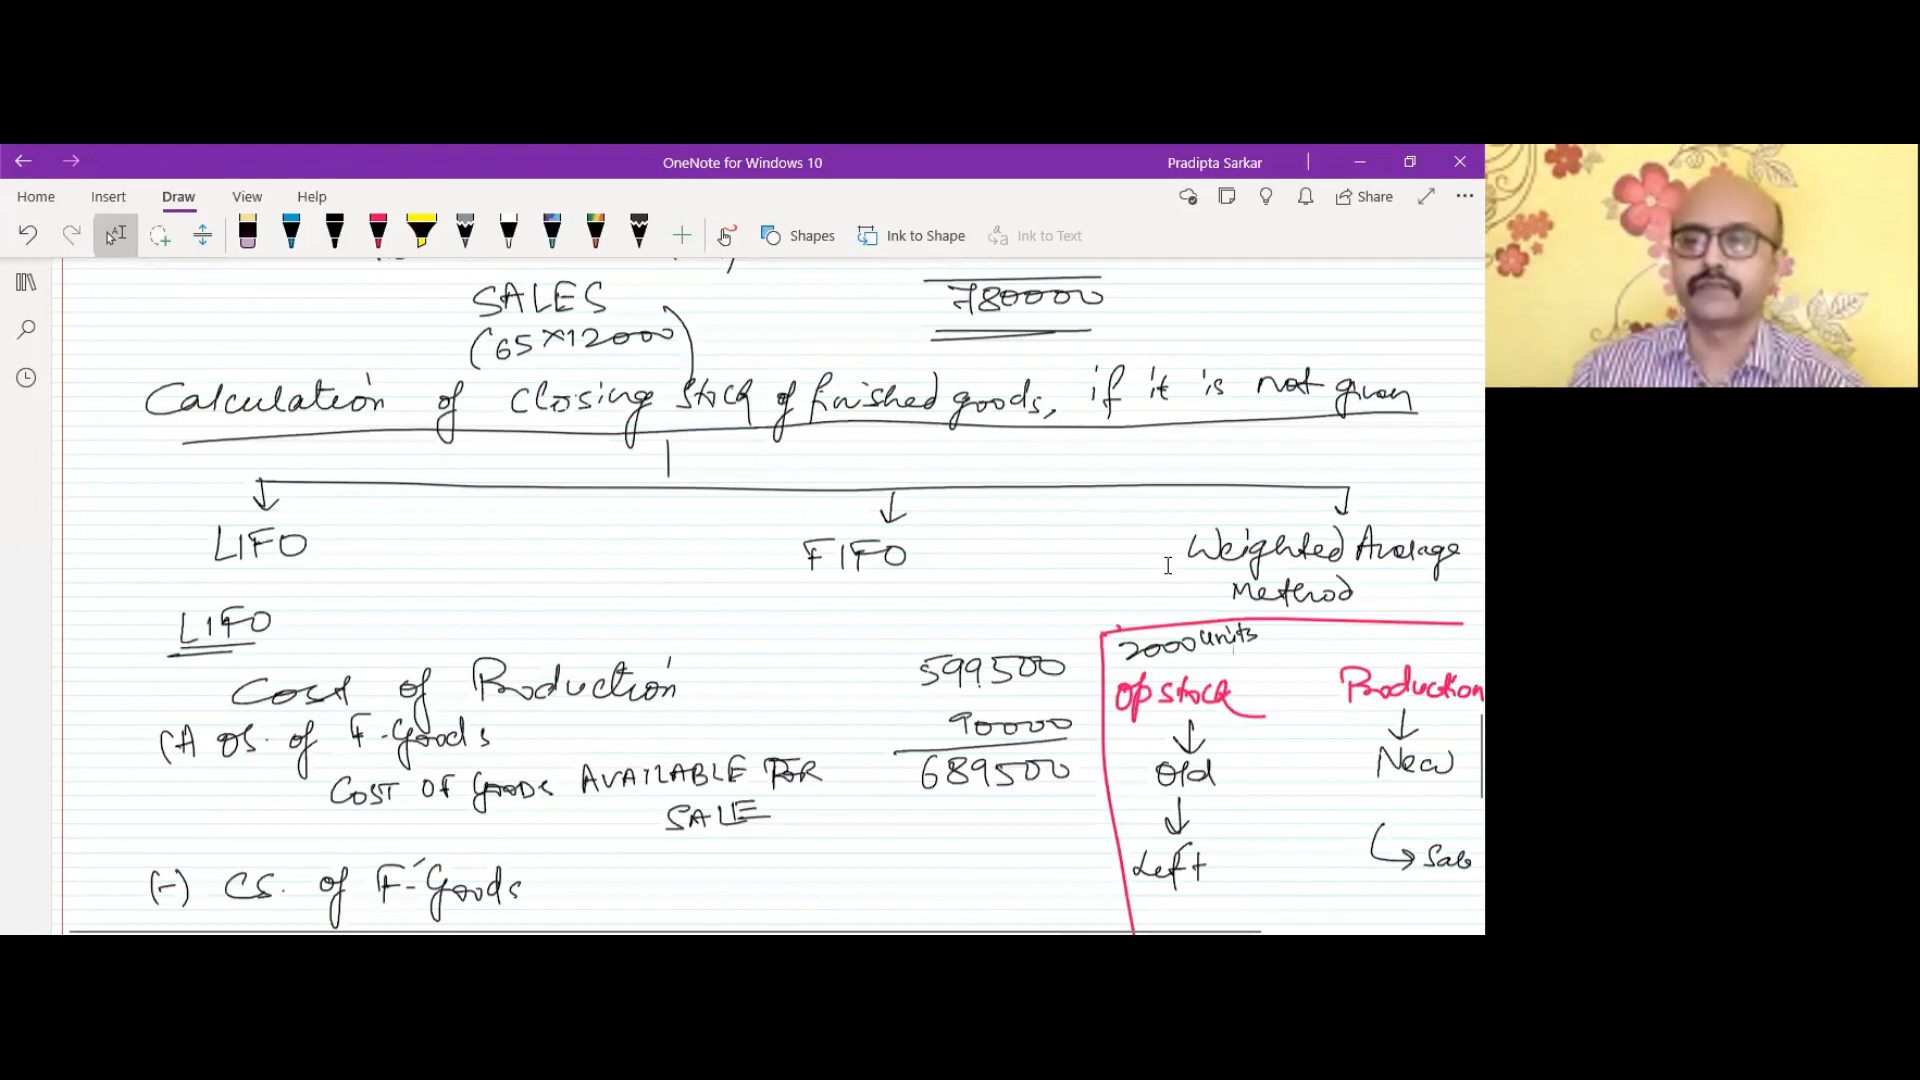 OneNote for Windows 10
Pradipta Sarkar
Home Insert Draw View Help
Share
Shapes Ink to Shape Ink to Text
SALES 780000
(65×12000)
Calculation of closing stock of finished goods, if it is not given
LIFO FIFO Weighted Average
Method
LIFO
Cost of Production 599500
(A OS. of F-Goods 90000
COST OF GOODS AVAILABLE FOR 689500
SALE
(-) CS. of F-Goods
2000 units
Op stock Production
Old New
Left Sale